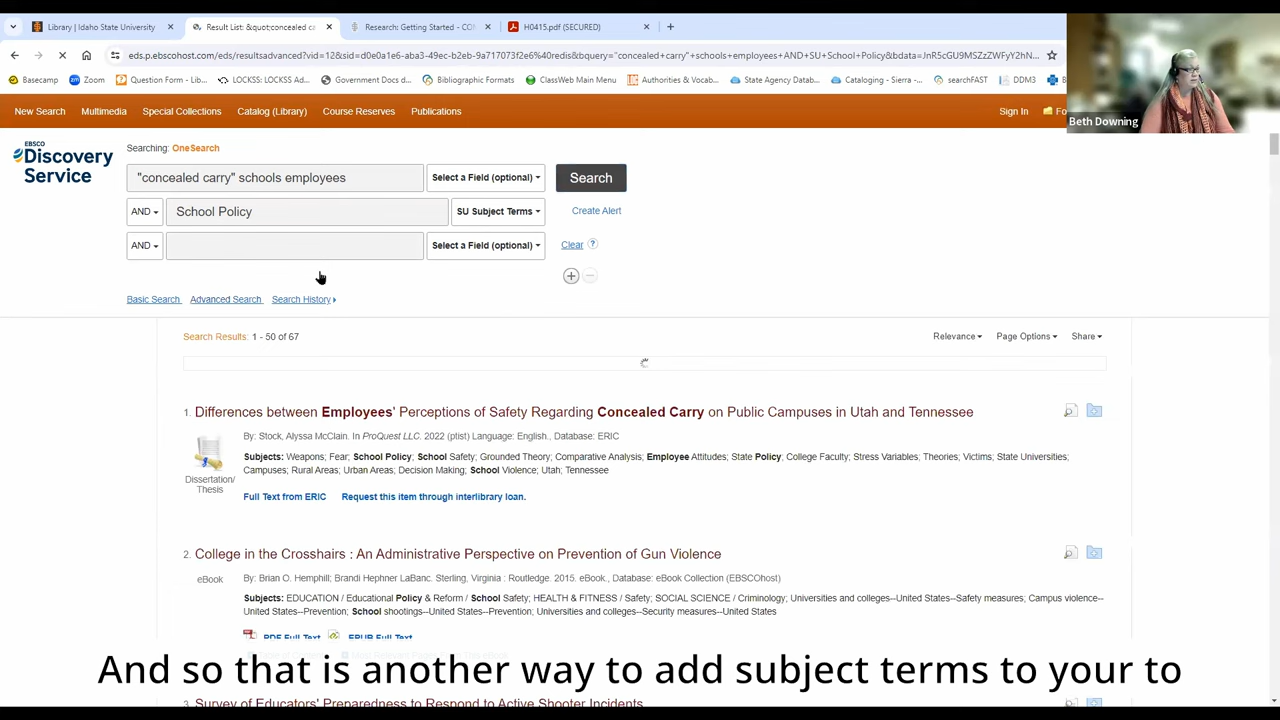 Library | Idaho State University
Result List: &quot;concealed ca
Research: Getting Started - CO
H0415.pdf (SECURED)
eds.p.ebscohost.com/eds/resultsadvanced?vid=12&sid=d0e0a1e6-aba3-49ec-b2eb-9a717073f2e6%40redis&bquery="concealed+carry"+schools+employees+AND+SU+School+Policy&bdata=JnR5cGU9MSZzZWFyY2hN...
Basecamp
Zoom
Question Form - Lib...
LOCKSS: LOCKSS Ad...
Government Docs d...
Bibliographic Formats
ClassWeb Main Menu
Authorities & Vocab...
State Agency Datab...
Cataloging - Sierra -...
searchFAST
DDM3
New Search
Multimedia
Special Collections
Catalog (Library)
Course Reserves
Publications
Sign In
Fo
Beth Downing
EBSCO
Discovery
Service
Searching: OneSearch
"concealed carry" schools employees
Select a Field (optional)
Search
AND
School Policy
SU Subject Terms
Create Alert
AND
Select a Field (optional)
Clear ?
Basic Search
Advanced Search
Search History
Search Results: 1 - 50 of 67
Relevance
Page Options
Share
1. Differences between Employees' Perceptions of Safety Regarding Concealed Carry on Public Campuses in Utah and Tennessee
By: Stock, Alyssa McClain. In ProQuest LLC. 2022 (ptist) Language: English., Database: ERIC
Subjects: Weapons; Fear; School Policy; School Safety; Grounded Theory; Comparative Analysis; Employee Attitudes; State Policy; College Faculty; Stress Variables; Theories; Victims; State Universities;
Campuses; Rural Areas; Urban Areas; Decision Making; School Violence; Utah; Tennessee
Dissertation/
Thesis
Full Text from ERIC
Request this item through interlibrary loan.
2. College in the Crosshairs : An Administrative Perspective on Prevention of Gun Violence
eBook
By: Brian O. Hemphill; Brandi Hephner LaBanc. Sterling, Virginia : Routledge. 2015. eBook., Database: eBook Collection (EBSCOhost)
Subjects: EDUCATION / Educational Policy & Reform / School Safety; HEALTH & FITNESS / Safety; SOCIAL SCIENCE / Criminology; Universities and colleges--United States--Safety measures; Campus violence--
United States--Prevention; School shootings--United States--Prevention; Universities and colleges--Security measures--United States
PDF Full Text
EPUB Full Text
And so that is another way to add subject terms to your to
3. Survey of Educators' Preparedness to Respond to Active Shooter Incidents